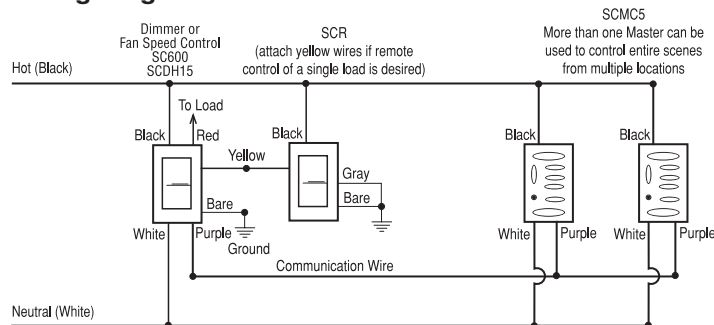 Dimmer or
Fan Speed Control
SC600
SCDH15
SCR
(attach yellow wires if remote
control of a single load is desired)
SCMC5
More than one Master can be
used to control entire scenes
from multiple locations
Hot (Black)
To Load
Black
Red
Black
Black
Black
Yellow
Gray
Bare
Bare
White
Purple
Ground
White
Purple
White
Purple
Communication Wire
Neutral (White)